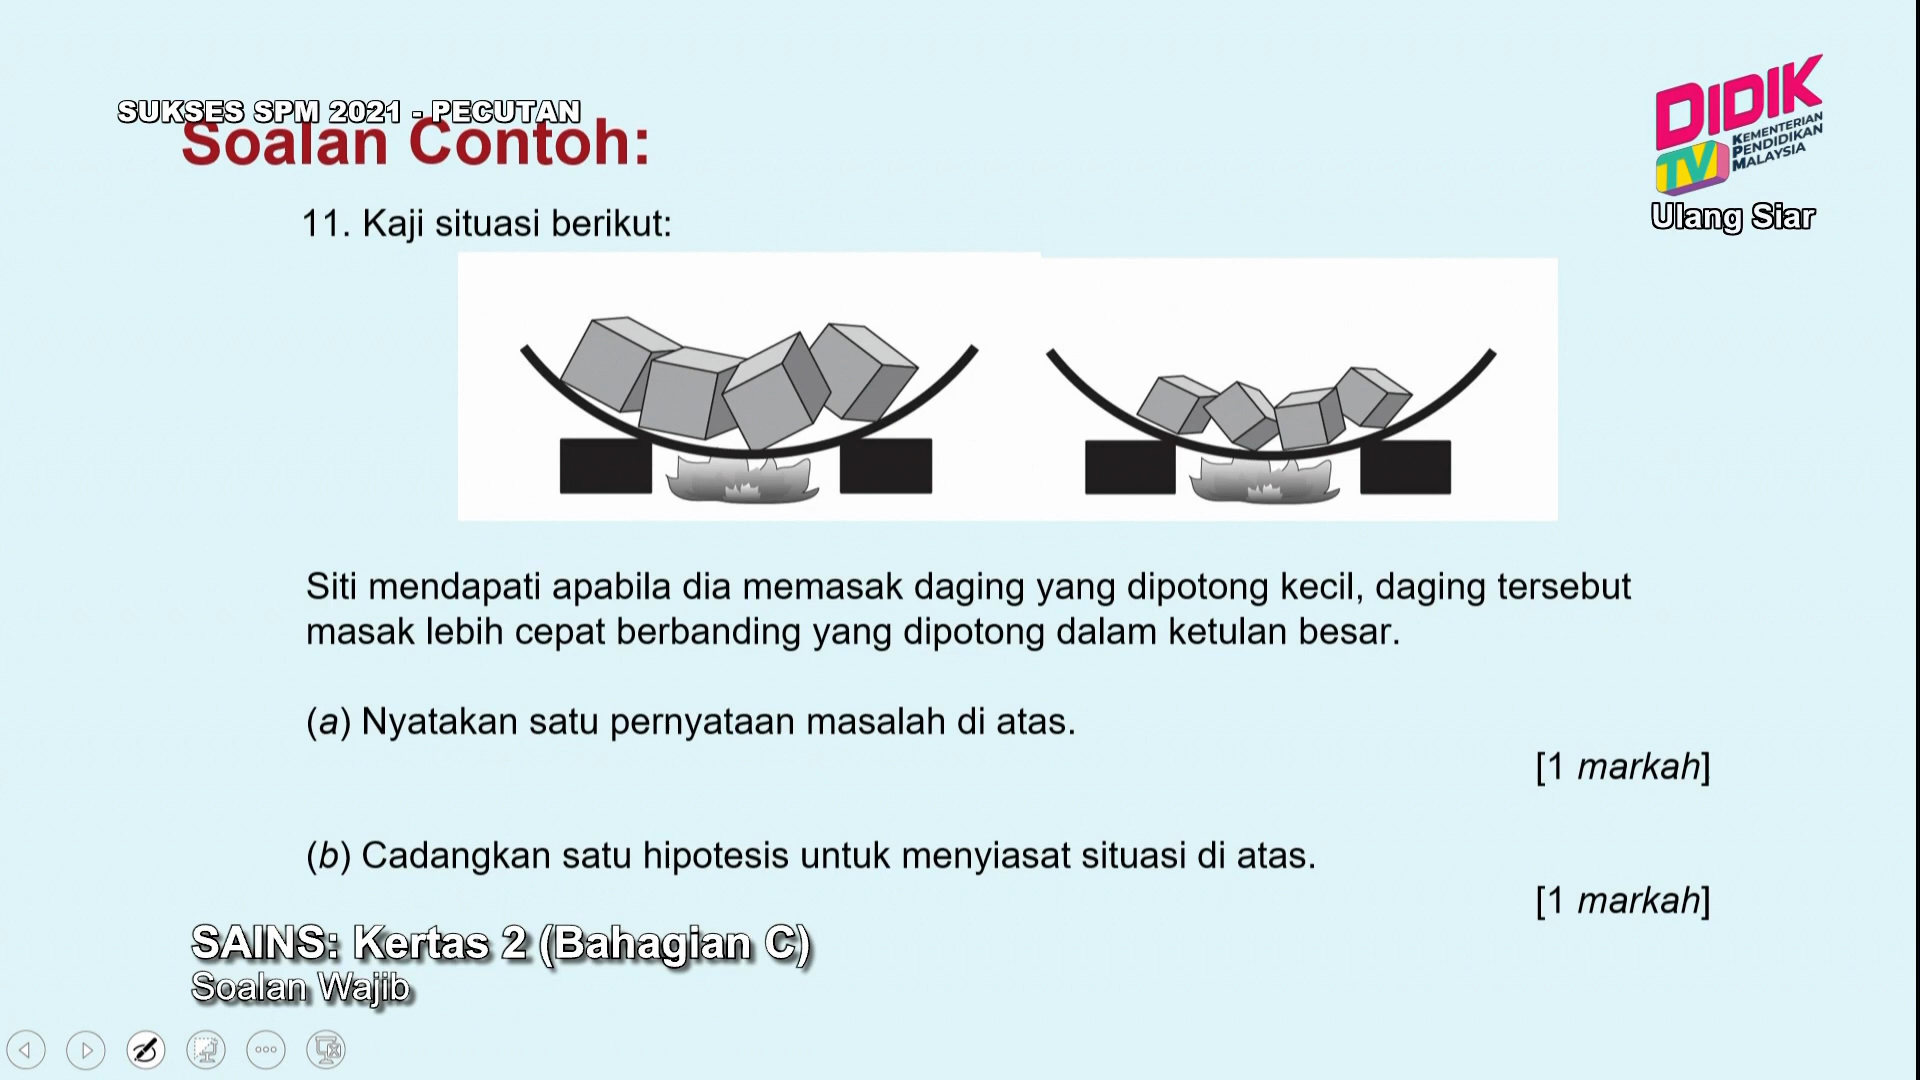 SUKSES SPM 2021 - PECUTAN
Soalan Contoh:
DIDIK
TV
KEMENTERIAN
PENDIDIKAN
MALAYSIA
Ulang Siar
11. Kaji situasi berikut:
Siti mendapati apabila dia memasak daging yang dipotong kecil, daging tersebut
masak lebih cepat berbanding yang dipotong dalam ketulan besar.
(a) Nyatakan satu pernyataan masalah di atas.
[1 markah]
(b) Cadangkan satu hipotesis untuk menyiasat situasi di atas.
[1 markah]
SAINS: Kertas 2 (Bahagian C)
Soalan Wajib